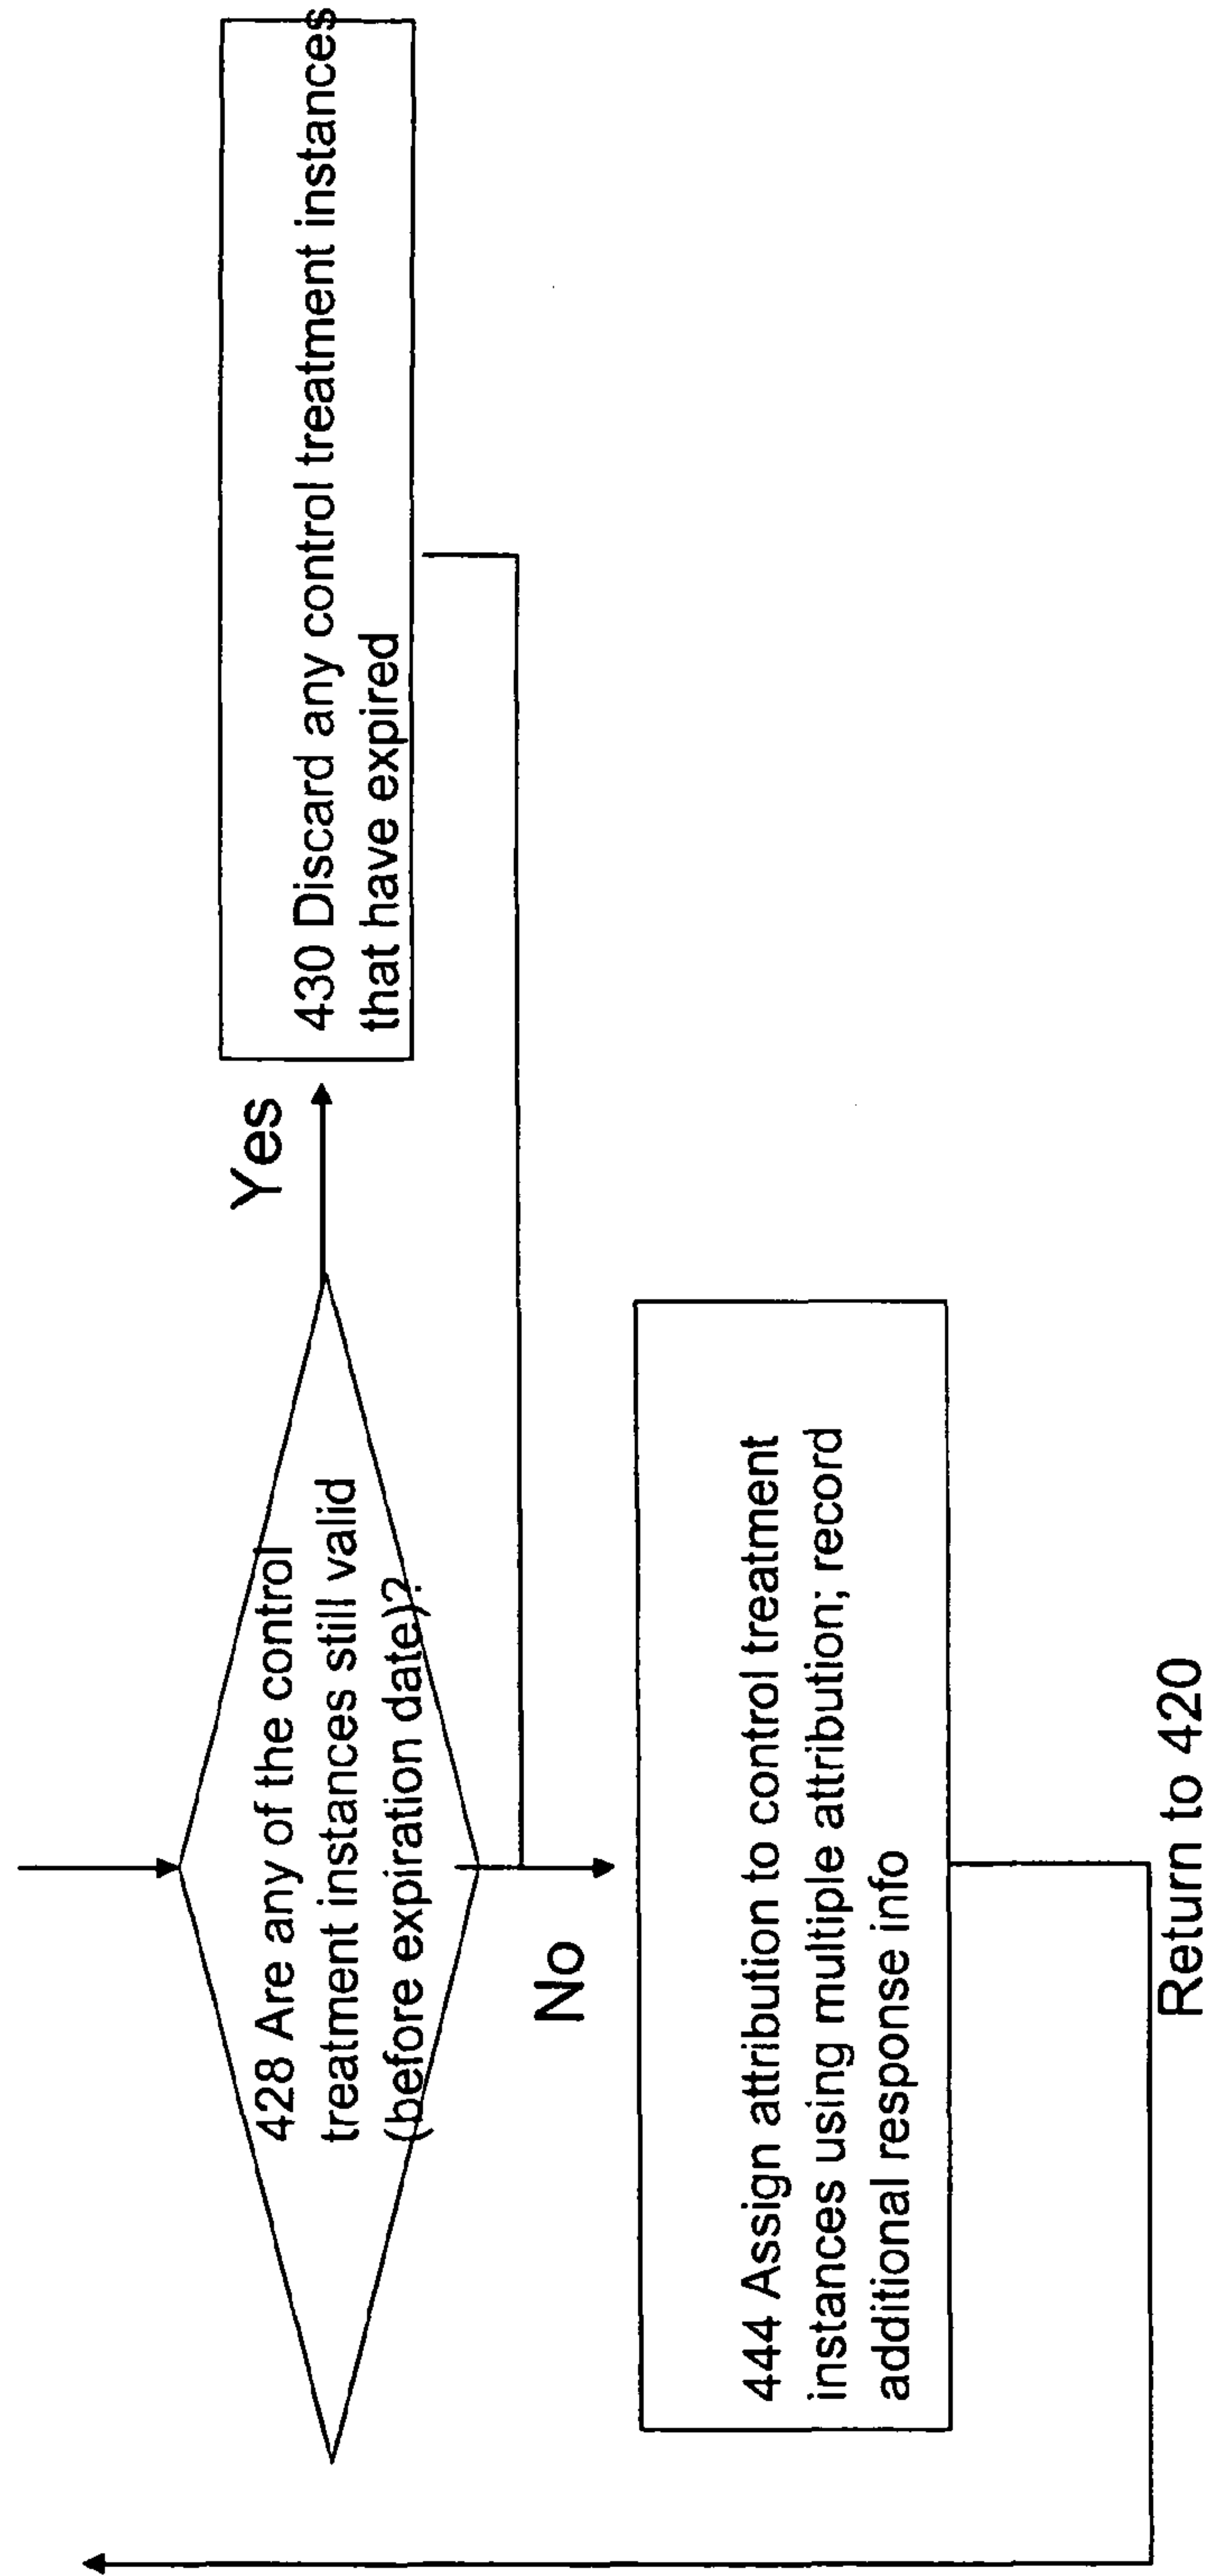 428 Are any of the control
treatment instances still valid
(before expiration date)?
Yes
430 Discard any control treatment instances
that have expired
No
444 Assign attribution to control treatment
instances using multiple attribution; record
additional response info
Return to 420